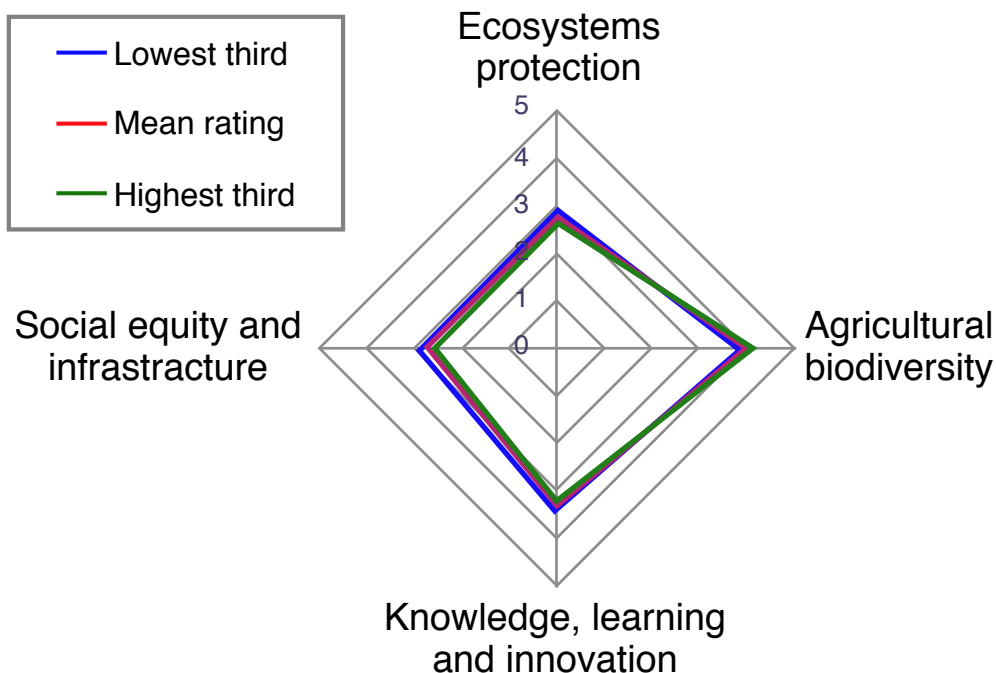 Ecosystems
protection
Lowest third
Mean rating
Highest third
5
4
3
2
1
0
Social equity and
infrastracture
Agricultural
biodiversity
Knowledge, learning
and innovation